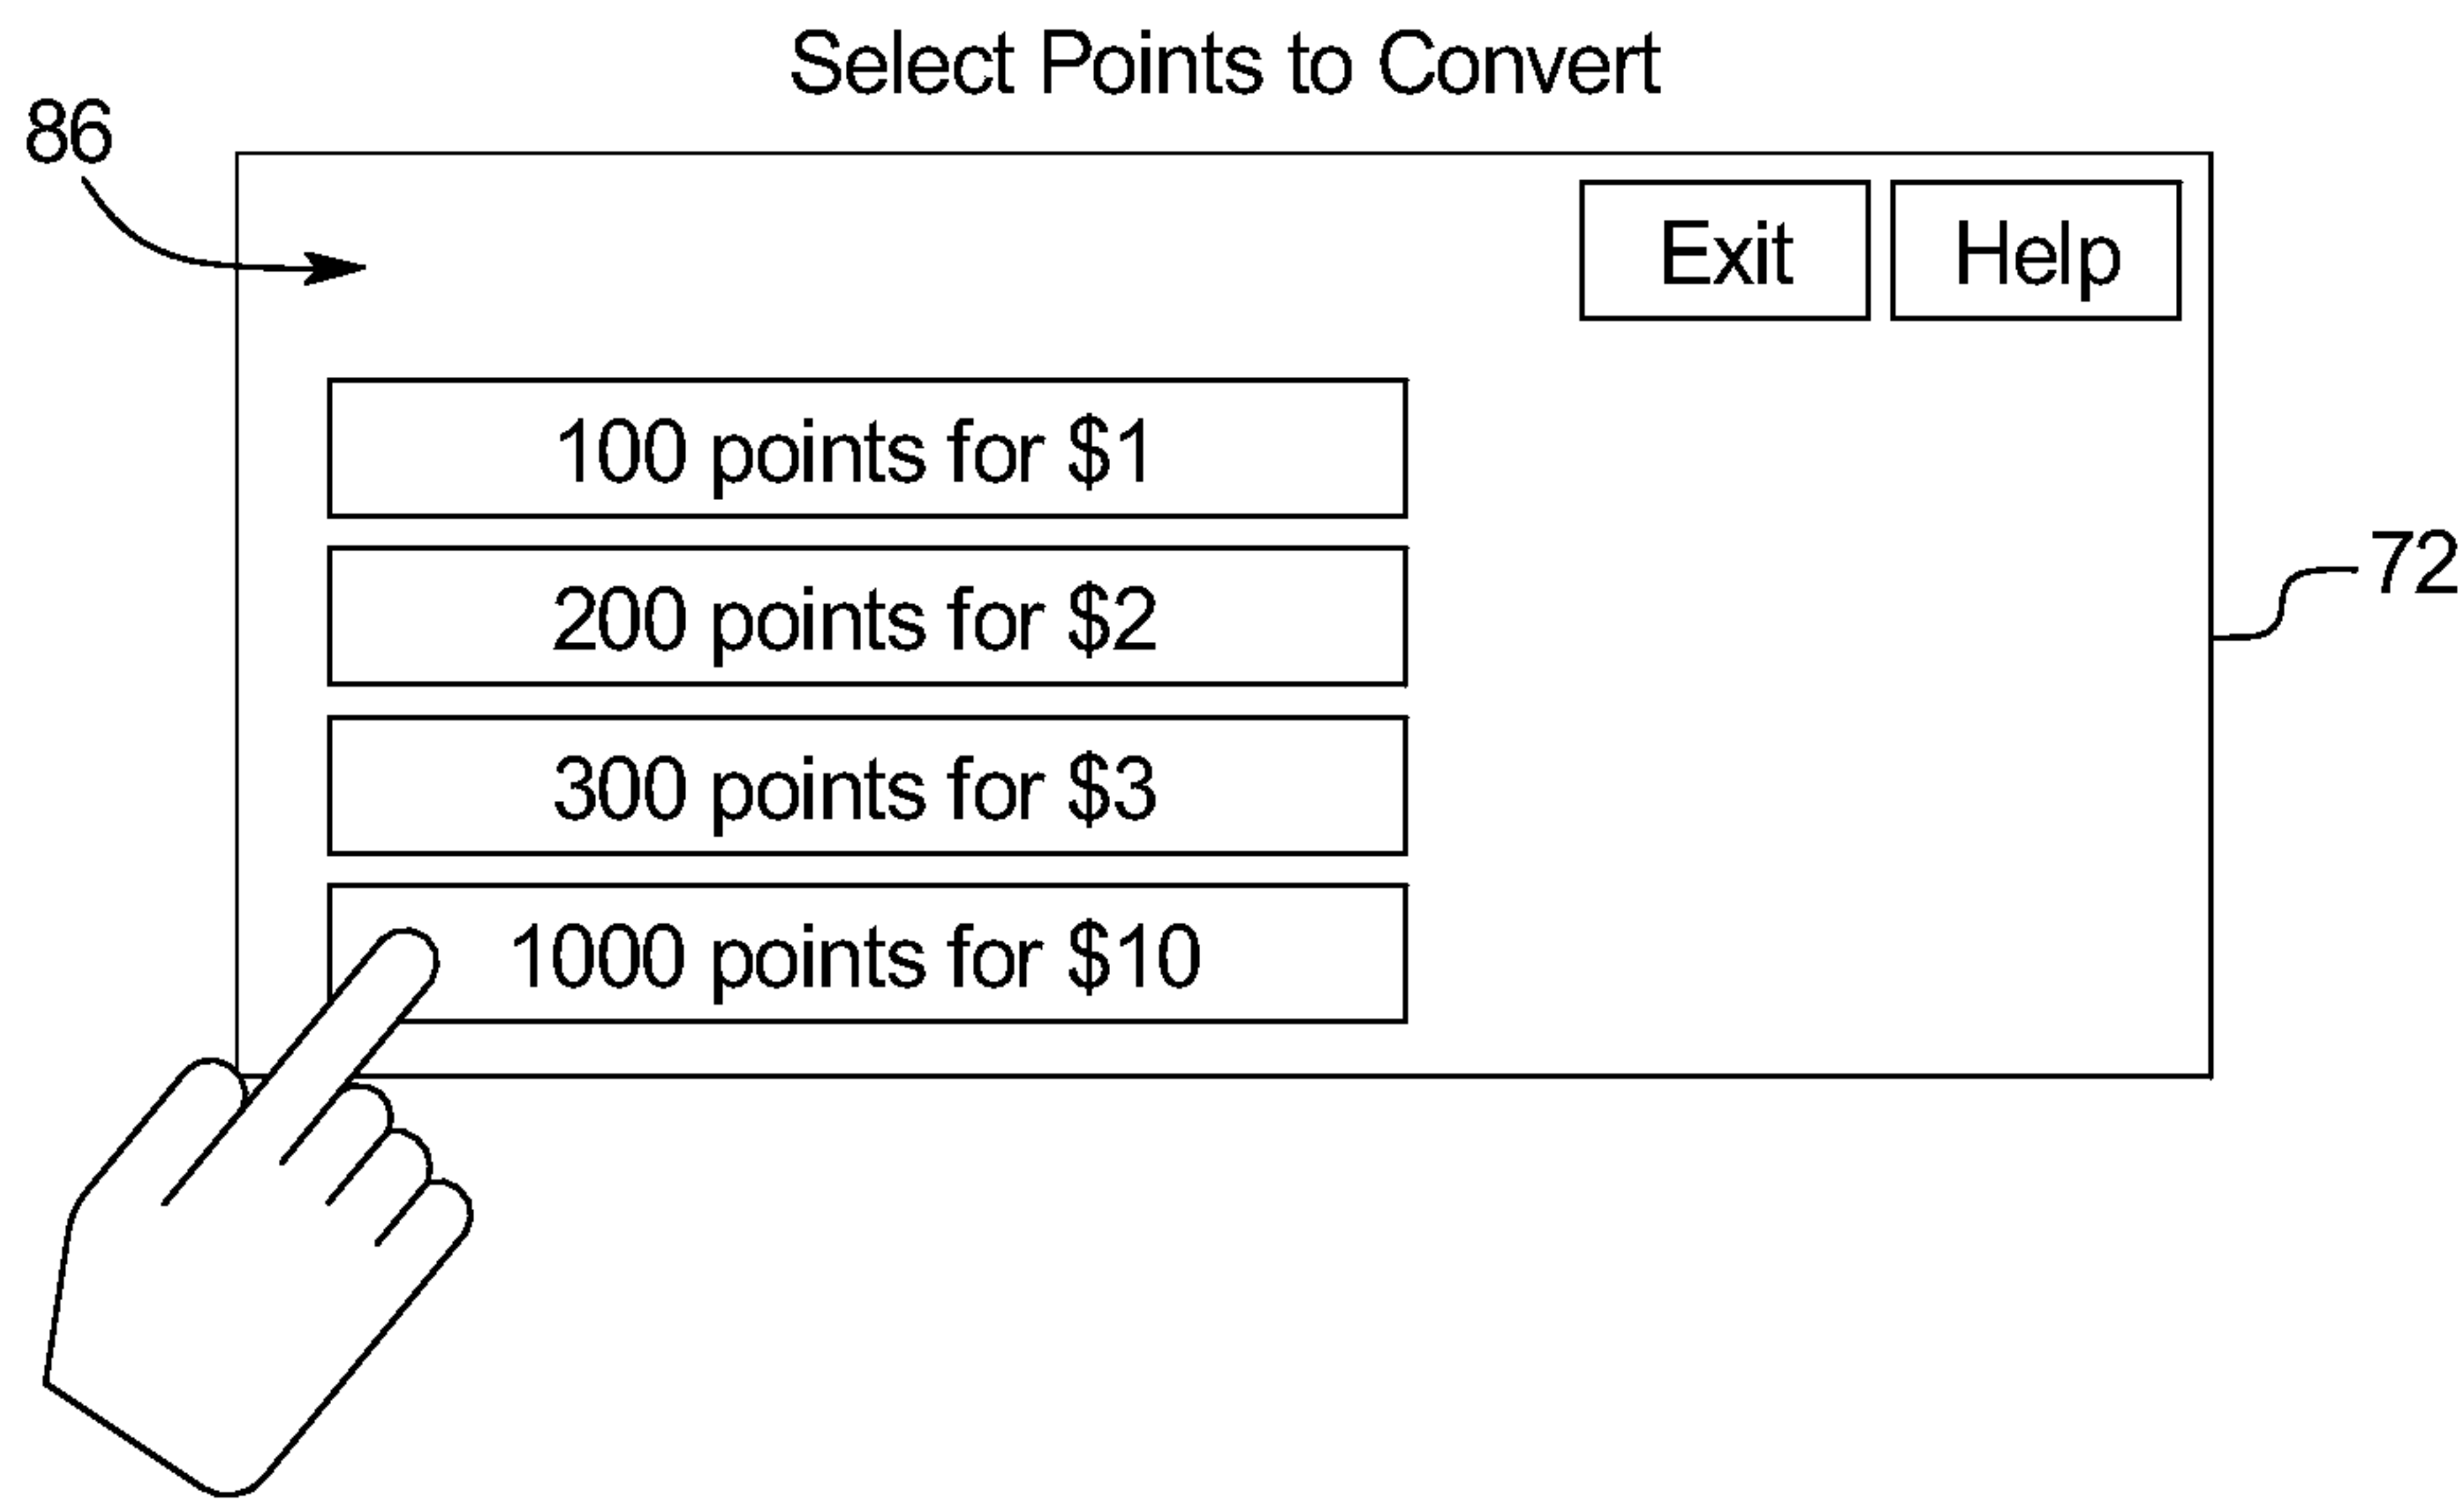 Select Points to Convert
86
Exit Help
100 points for $1
200 points for $2
72
300 points for $3
1000 points for $10